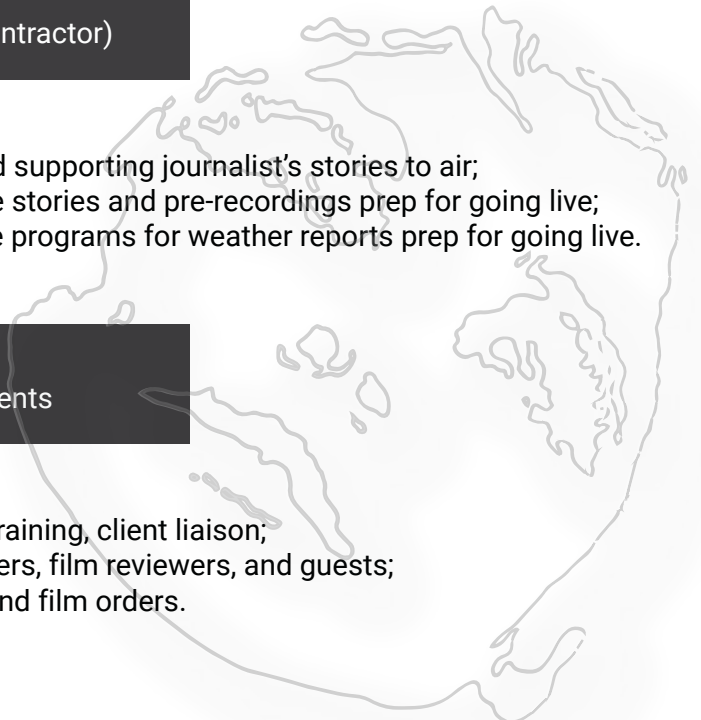 ntractor)
d supporting journalist’s stories to air;
e stories and pre-recordings prep for going live;
e programs for weather reports prep for going live.
ents
raining, client liaison;
ers, film reviewers, and guests;
nd film orders.